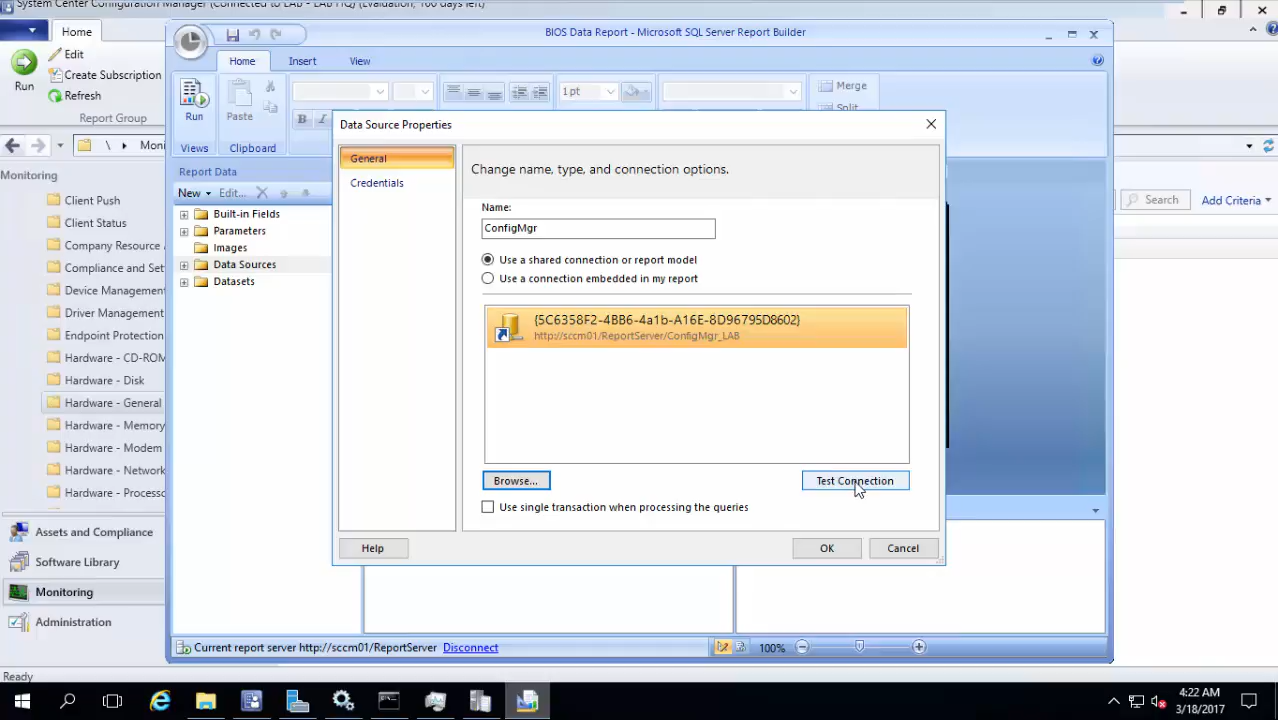 System Center Configuration Manager (Connected to LAB - LAB HQ) (Evaluation, 166 days left)
Home
Run
Edit
Create Subscription
Refresh
Report Group
\
Moni
Monitoring
Client Push
Client Status
Company Resource
Compliance and Set
Device Management
Driver Management
Endpoint Protection
Hardware - CD-ROM
Hardware - Disk
Hardware - General
Hardware - Memory
Hardware - Modem
Hardware - Network
Hardware - Processo
Assets and Compliance
Software Library
Monitoring
Administration
Ready
Search
Add Criteria
BIOS Data Report - Microsoft SQL Server Report Builder
Home
Insert
View
Run
Views
Paste
Clipboard
B I
1 pt
Merge
Split
Report Data
New
Edit...
Built-in Fields
Parameters
Images
Data Sources
Datasets
Current report server http://sccm01/ReportServer
Disconnect
100%
Data Source Properties
General
Credentials
Change name, type, and connection options.
Name:
ConfigMgr
Use a shared connection or report model
Use a connection embedded in my report
{5C6358F2-4BB6-4a1b-A16E-8D96795D8602}
http://sccm01/ReportServer/ConfigMgr_LAB
Browse...
Test Connection
Use single transaction when processing the queries
Help
OK
Cancel
4:22 AM
3/18/2017